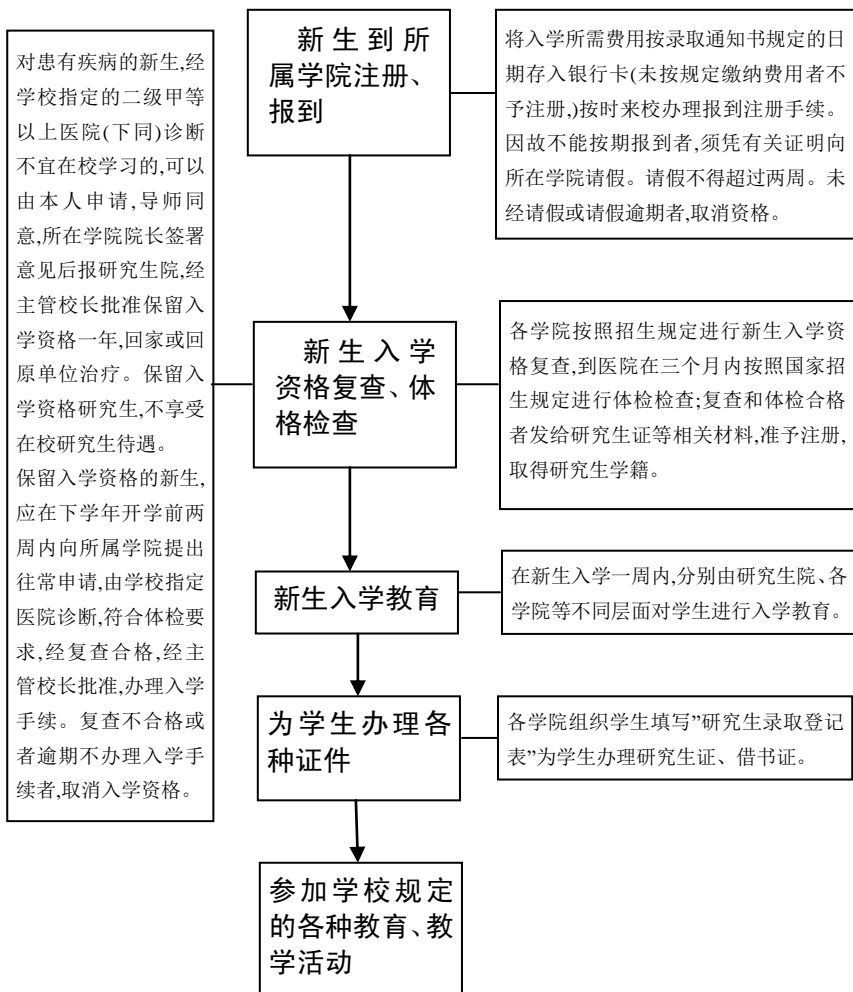 新生到所
属学院注册、
报到
将入学所需费用按录取通知书规定的日
期存入银行卡(未按规定缴纳费用者不
予注册,)按时来校办理报到注册手续。
因故不能按期报到者,须凭有关证明向
所在学院请假。请假不得超过两周。未
经请假或请假逾期者,取消资格。
对患有疾病的新生,经
学校指定的二级甲等
以上医院(下同)诊断
不宜在校学习的,可以
由本人申请,导师同
意,所在学院院长签署
意见后报研究生院,经
主管校长批准保留入
学资格一年,回家或回
原单位治疗。保留入
学资格研究生,不享受
在校研究生待遇。
保留入学资格的新生,
应在下学年开学前两
周内向所属学院提出
往常申请,由学校指定
医院诊断,符合体检要
求,经复查合格,经主
管校长批准,办理入学
手续。复查不合格或
者逾期不办理入学手
续者,取消入学资格。
新生入学
资格复查、体
格检查
各学院按照招生规定进行新生入学资
格复查,到医院在三个月内按照国家招
生规定进行体检检查;复查和体检合格
者发给研究生证等相关材料,准予注册,
取得研究生学籍。
新生入学教育
在新生入学一周内,分别由研究生院、各
学院等不同层面对学生进行入学教育。
为学生办理各
种证件
各学院组织学生填写”研究生录取登记
表”为学生办理研究生证、借书证。
参加学校规定
的各种教育、教
学活动